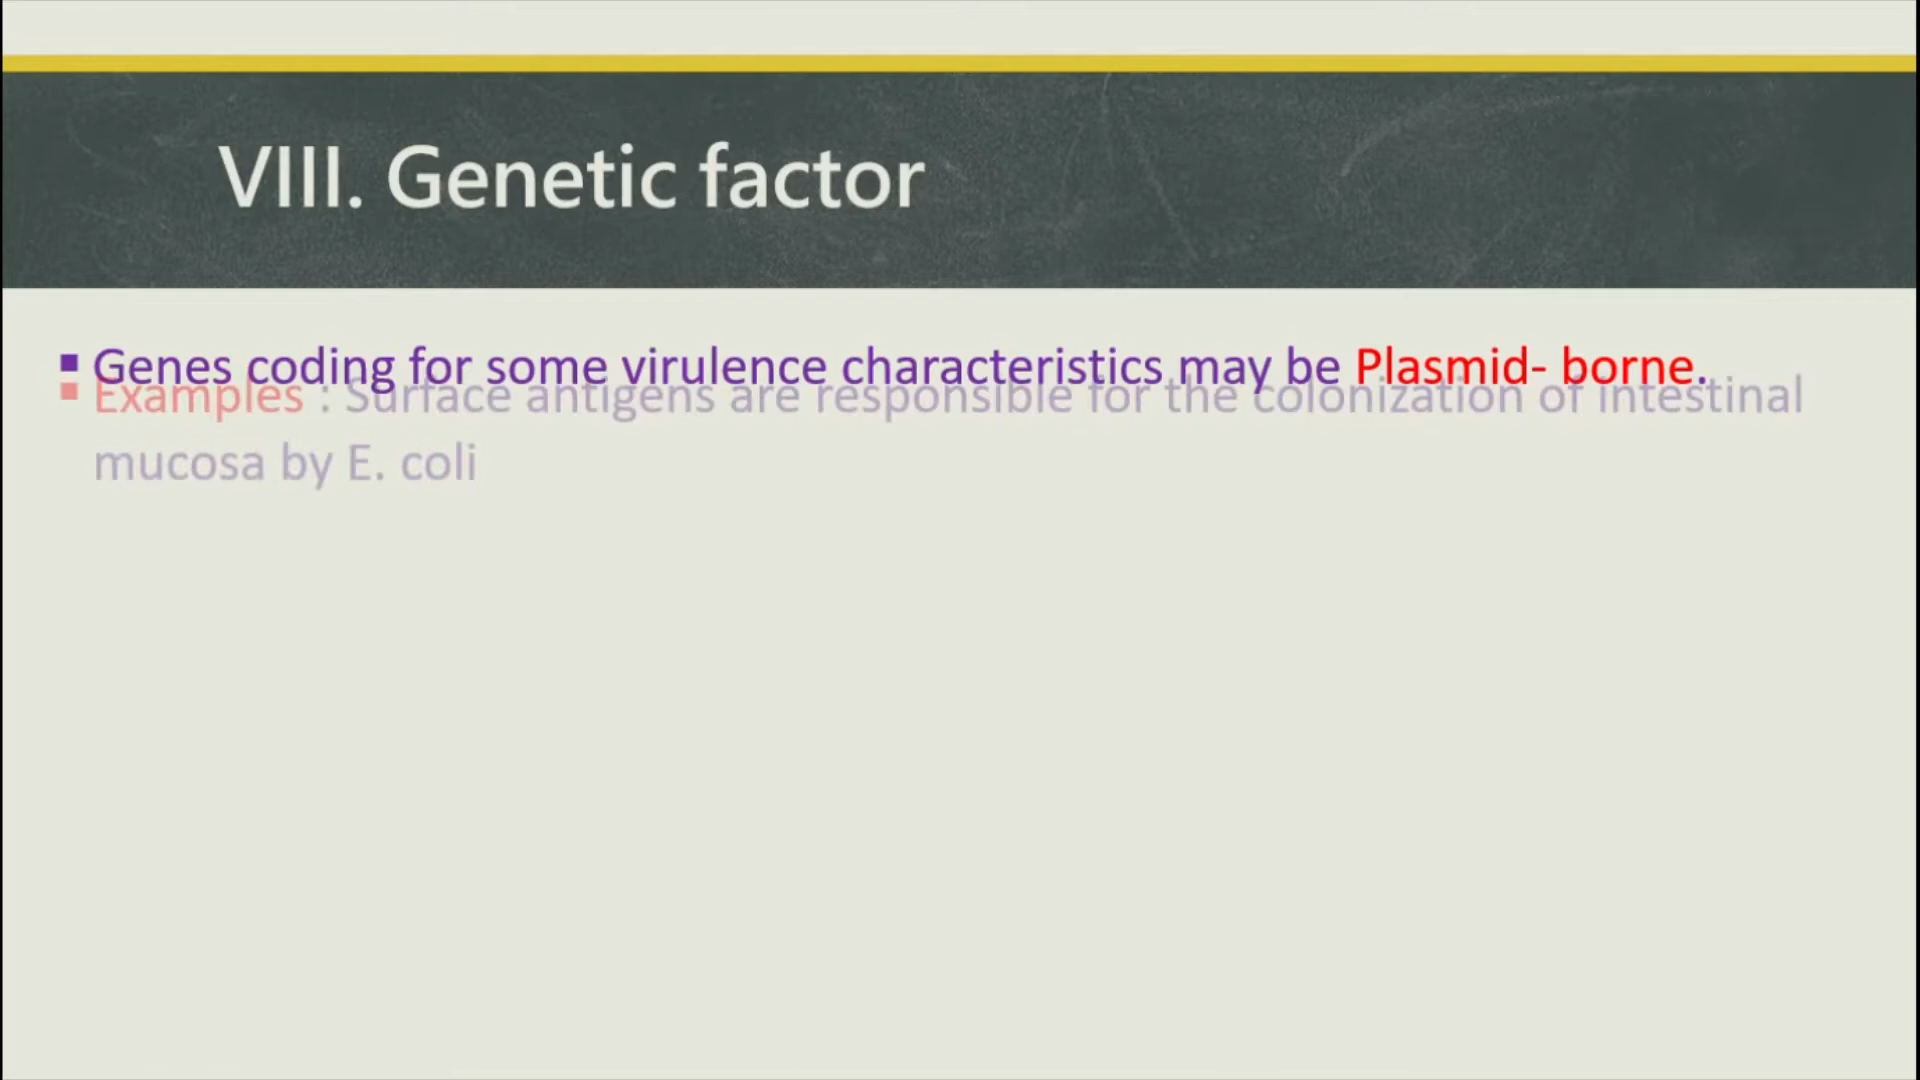 VIII. Genetic factor
Genes coding for some virulence characteristics may be Plasmid- borne.
Examples : Surface antigens are responsible for the colonization of intestinal
mucosa by E. coli